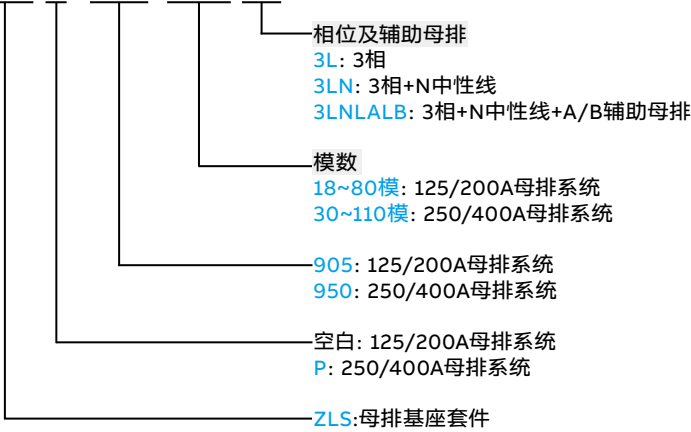 相位及辅助母排
3L: 3相
3LN: 3相+N中性线
3LNLALB: 3相+N中性线+A/B辅助母排
模数
18~80模: 125/200A母排系统
30~110模: 250/400A母排系统
905: 125/200A母排系统
950: 250/400A母排系统
空白: 125/200A母排系统
P: 250/400A母排系统
ZLS:母排基座套件